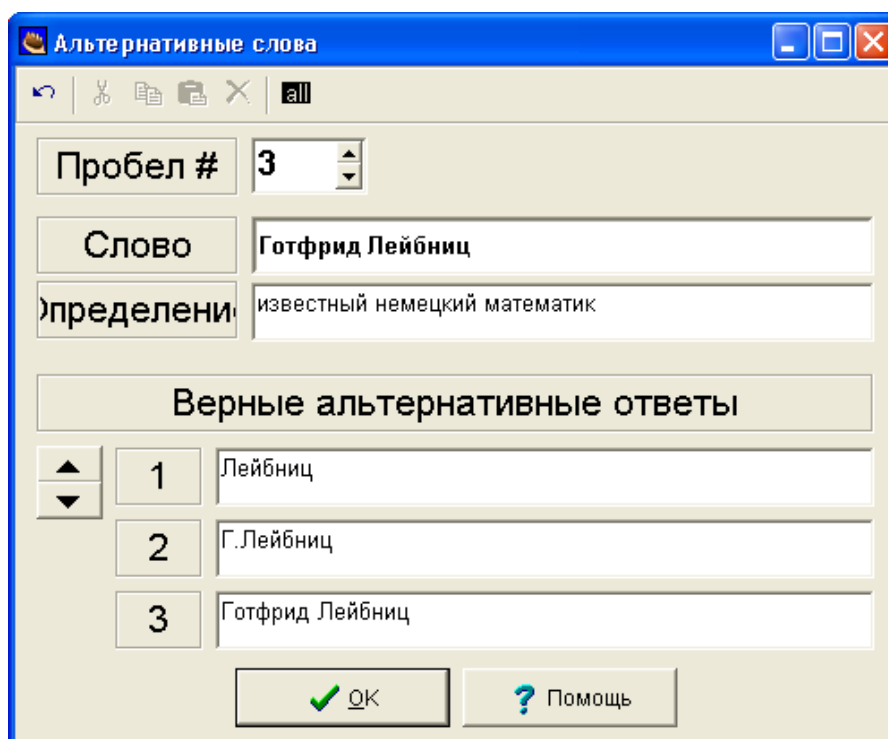 Альтернативные слова
all
Пробел # 3
Слово Готфрид Лейбниц
Определение известный немецкий математик
Верные альтернативные ответы
1 Лейбниц
2 Г.Лейбниц
3 Готфрид Лейбниц
OK ? Помощь